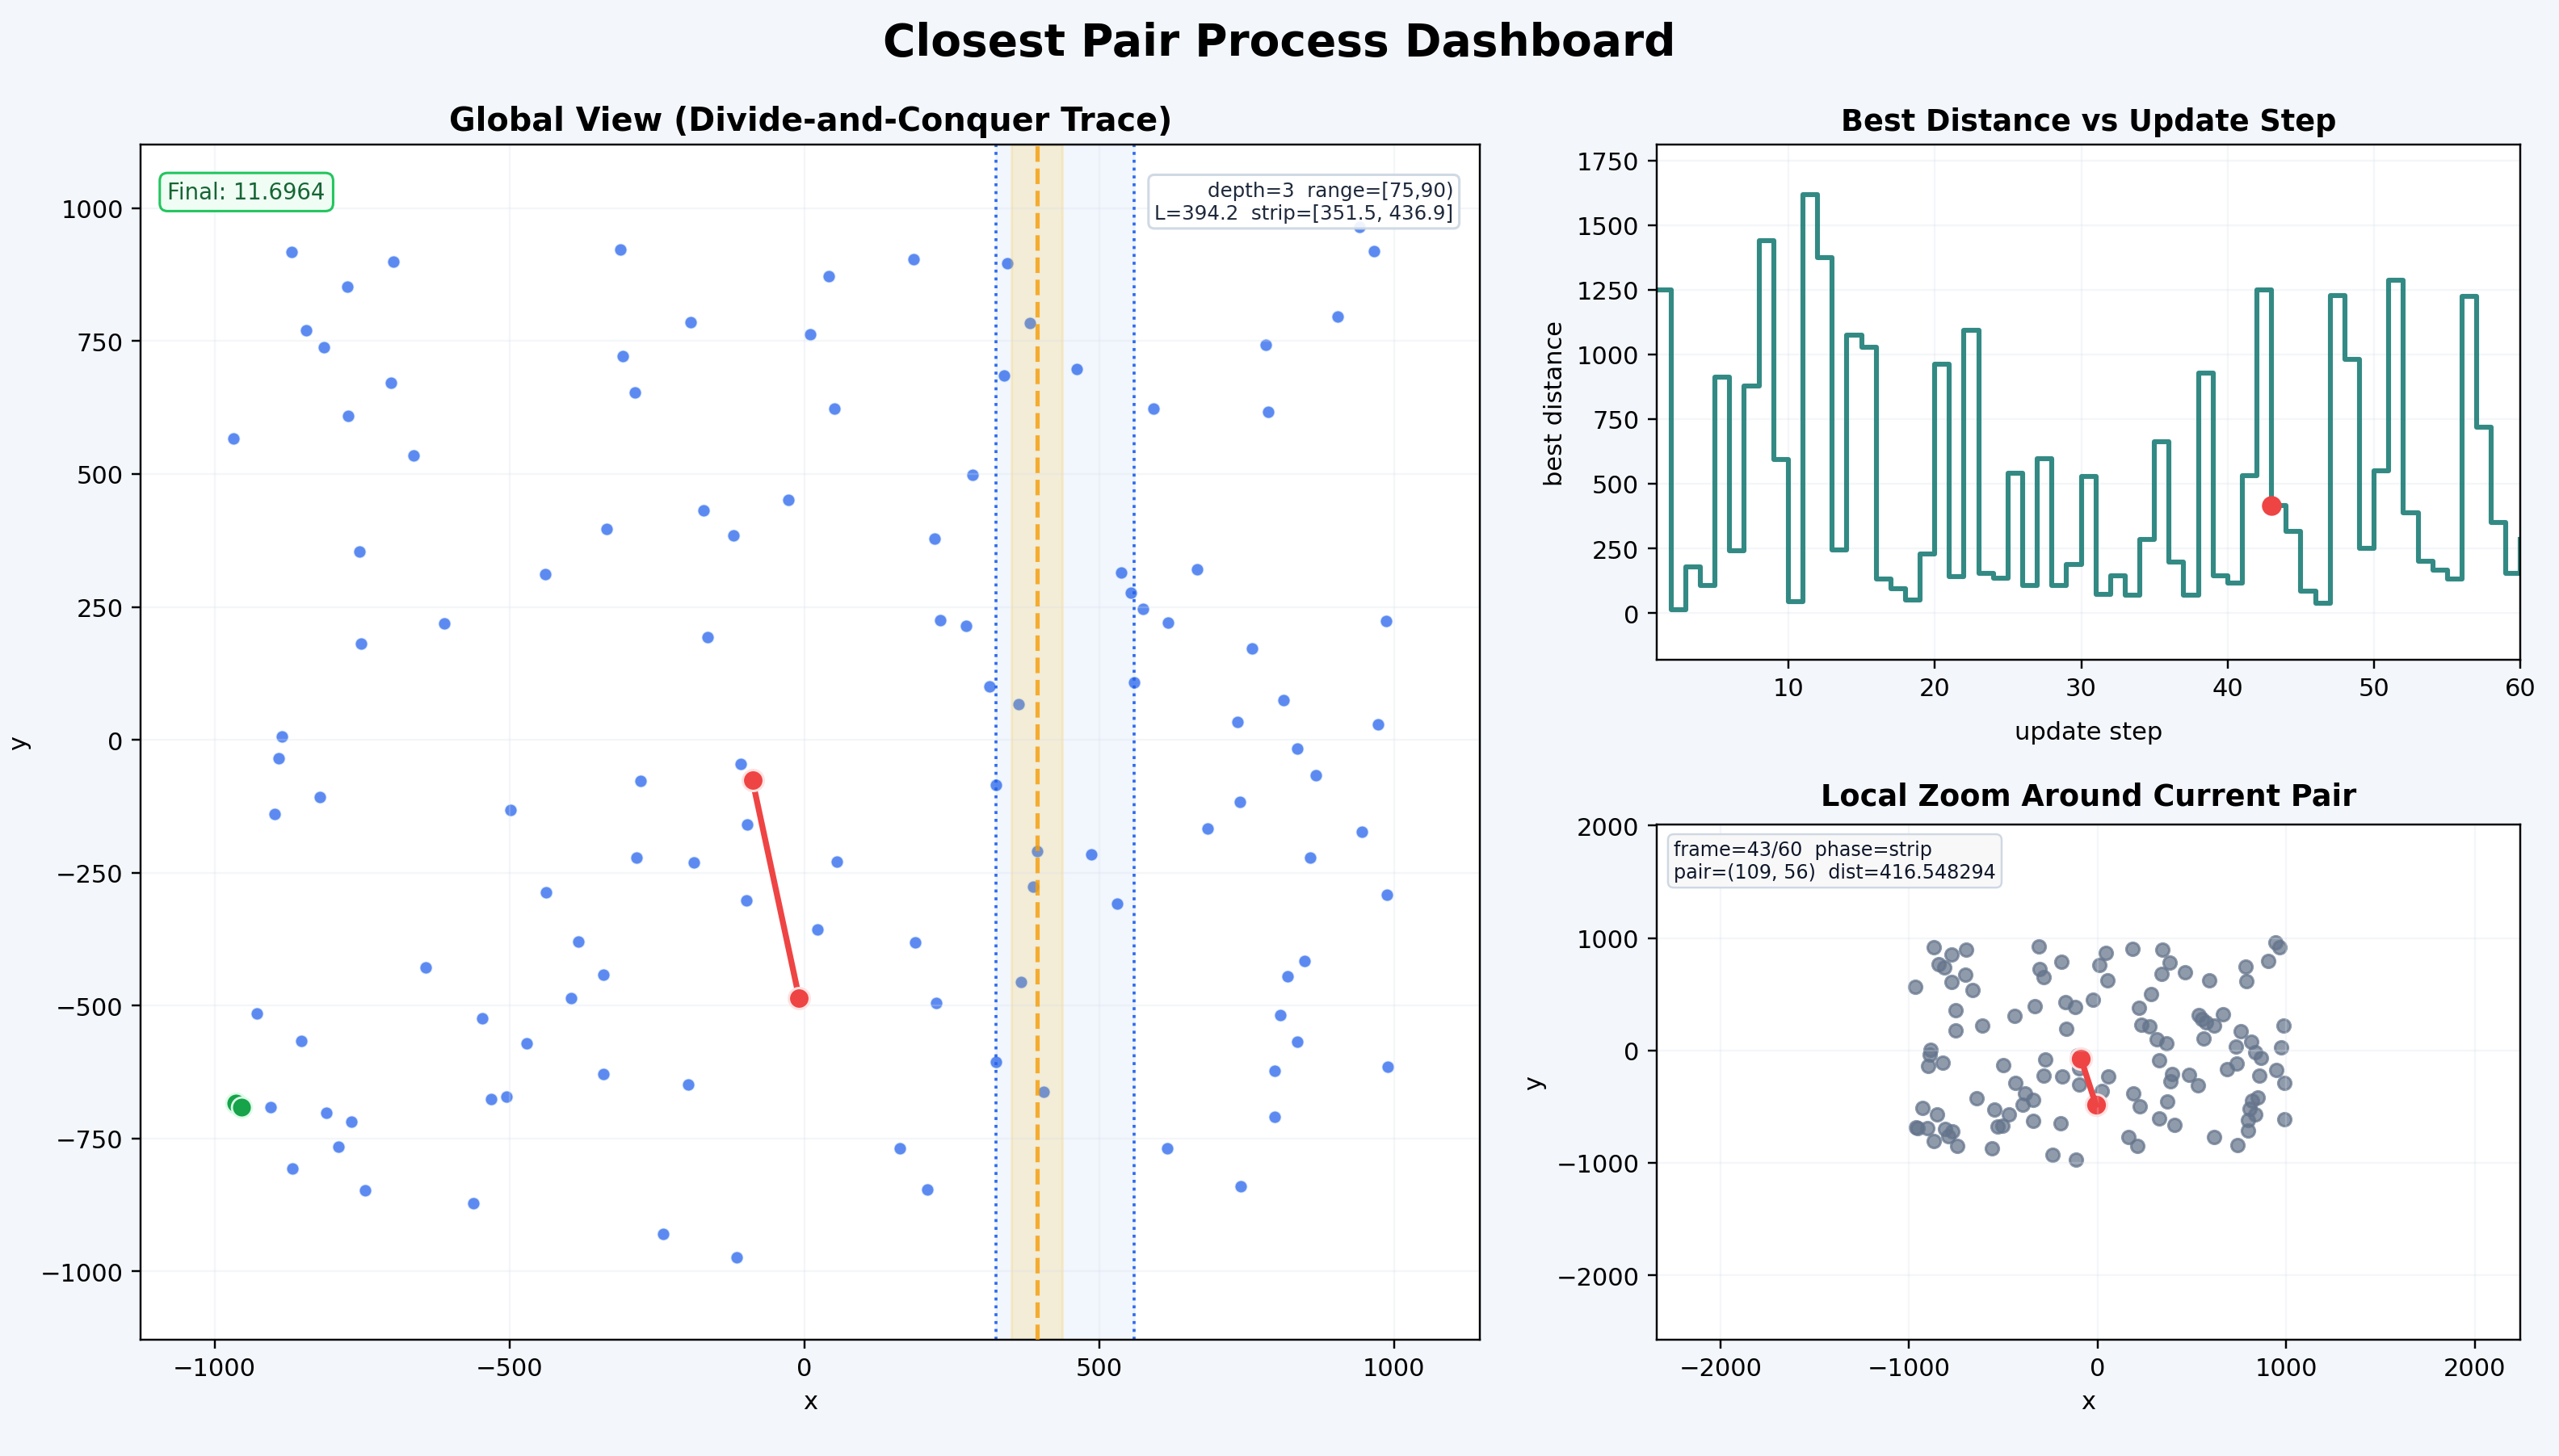 Closest Pair Process Dashboard
Global View (Divide-and-Conquer Trace)
Final: 11.6964
depth=3  range=[75,90)
L=394.2  strip=[351.5, 436.9]
1000
750
500
250
0
−250
−500
−750
−1000
y
−1000
−500
0
500
1000
x
Best Distance vs Update Step
1750
1500
1250
1000
750
500
250
0
best distance
10
20
30
40
50
60
update step
Local Zoom Around Current Pair
frame=43/60  phase=strip
pair=(109, 56)  dist=416.548294
2000
1000
0
−1000
−2000
y
−2000
−1000
0
1000
2000
x